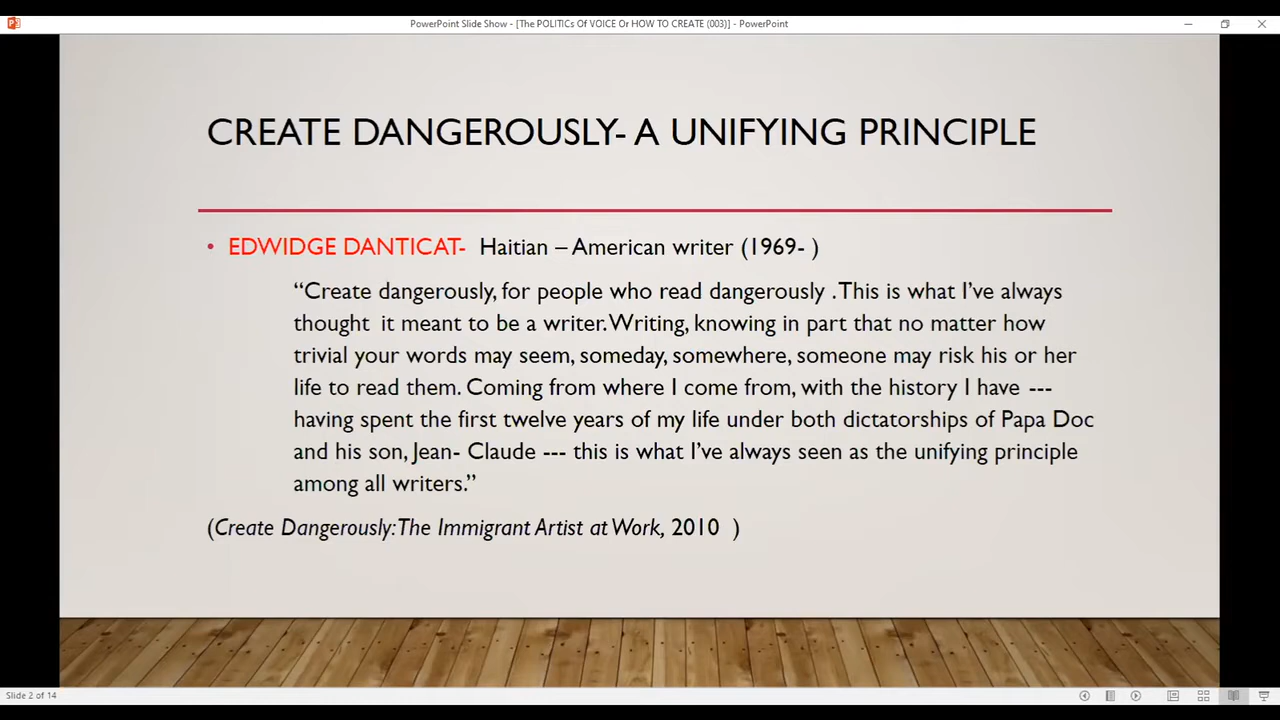 PowerPoint Slide Show - [The POLITICs Of VOICE Or HOW TO CREATE (003)] - PowerPoint
CREATE DANGEROUSLY- A UNIFYING PRINCIPLE
• EDWIDGE DANTICAT- Haitian – American writer (1969- )
“Create dangerously, for people who read dangerously . This is what I’ve always
thought it meant to be a writer. Writing, knowing in part that no matter how
trivial your words may seem, someday, somewhere, someone may risk his or her
life to read them. Coming from where I come from, with the history I have ---
having spent the first twelve years of my life under both dictatorships of Papa Doc
and his son, Jean- Claude --- this is what I’ve always seen as the unifying principle
among all writers.”
(Create Dangerously: The Immigrant Artist at Work, 2010 )
Slide 2 of 14